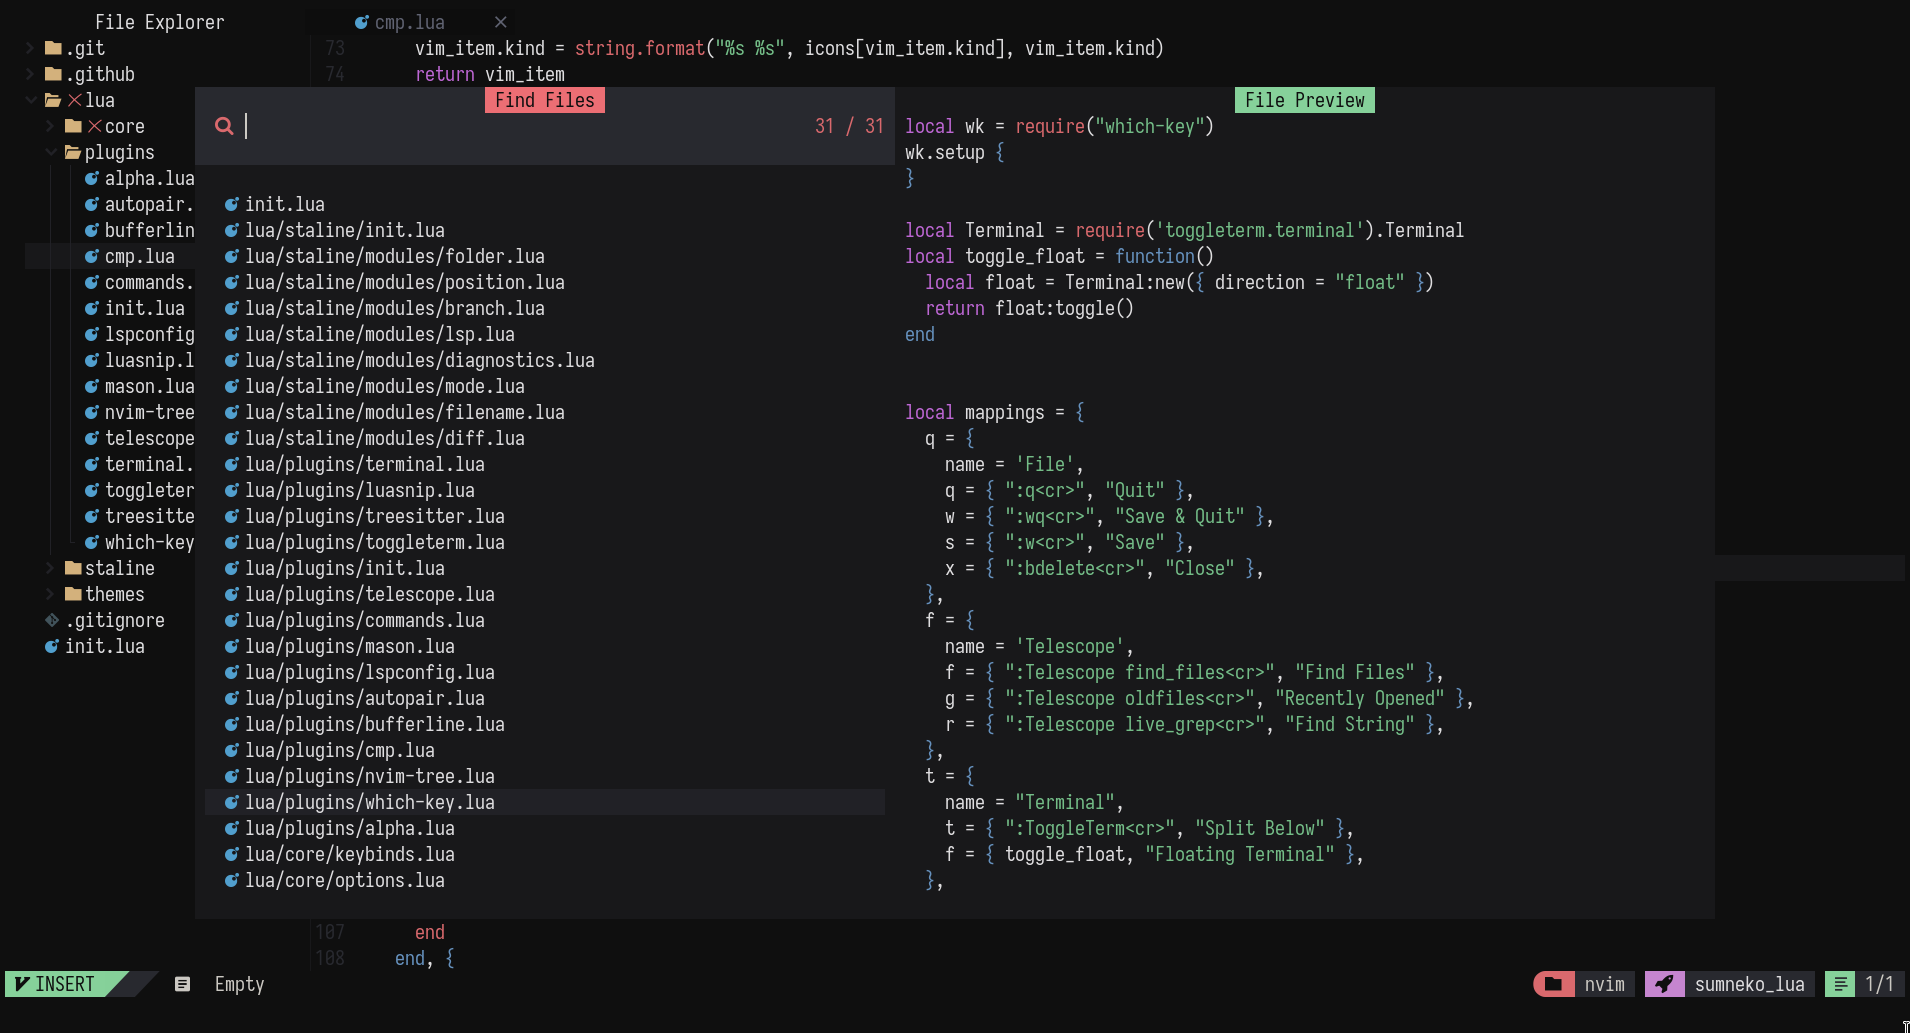 File Explorer
.git
.github
lua
core
plugins
alpha.lua
autopair.
bufferlin
cmp.lua
commands.
init.lua
lspconfig
luasnip.l
mason.lua
nvim-tree
telescope
terminal.
toggleter
treesitte
which-key
staline
themes
.gitignore
init.lua
cmp.lua
73 vim_item.kind = string.format("%s %s", icons[vim_item.kind], vim_item.kind)
74 return vim_item
Find Files
31 / 31
init.lua
lua/staline/init.lua
lua/staline/modules/folder.lua
lua/staline/modules/position.lua
lua/staline/modules/branch.lua
lua/staline/modules/lsp.lua
lua/staline/modules/diagnostics.lua
lua/staline/modules/mode.lua
lua/staline/modules/filename.lua
lua/staline/modules/diff.lua
lua/plugins/terminal.lua
lua/plugins/luasnip.lua
lua/plugins/treesitter.lua
lua/plugins/toggleterm.lua
lua/plugins/init.lua
lua/plugins/telescope.lua
lua/plugins/commands.lua
lua/plugins/mason.lua
lua/plugins/lspconfig.lua
lua/plugins/autopair.lua
lua/plugins/bufferline.lua
lua/plugins/cmp.lua
lua/plugins/nvim-tree.lua
lua/plugins/which-key.lua
lua/plugins/alpha.lua
lua/core/keybinds.lua
lua/core/options.lua
File Preview
local wk = require("which-key")
wk.setup {
}
local Terminal = require('toggleterm.terminal').Terminal
local toggle_float = function()
local float = Terminal:new({ direction = "float" })
return float:toggle()
end
local mappings = {
q = {
name = 'File',
q = { ":q<cr>", "Quit" },
w = { ":wq<cr>", "Save & Quit" },
s = { ":w<cr>", "Save" },
x = { ":bdelete<cr>", "Close" },
},
f = {
name = 'Telescope',
f = { ":Telescope find_files<cr>", "Find Files" },
g = { ":Telescope oldfiles<cr>", "Recently Opened" },
r = { ":Telescope live_grep<cr>", "Find String" },
},
t = {
name = "Terminal",
t = { ":ToggleTerm<cr>", "Split Below" },
f = { toggle_float, "Floating Terminal" },
},
107 end
108 end, {
INSERT
Empty
nvim
sumneko_lua
1/1